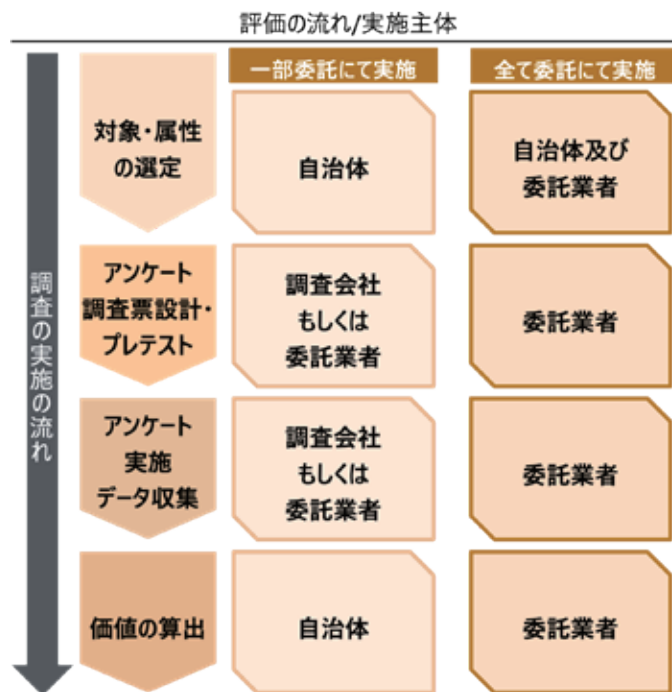 評価の流れ/実施主体
一部委託にて実施
全て委託にて実施
調査の実施の流れ
対象・属性
の選定
自治体
自治体及び
委託業者
アンケート
調査票設計・
プレテスト
調査会社
もしくは
委託業者
委託業者
アンケート
実施
データ収集
調査会社
もしくは
委託業者
委託業者
価値の算出
自治体
委託業者